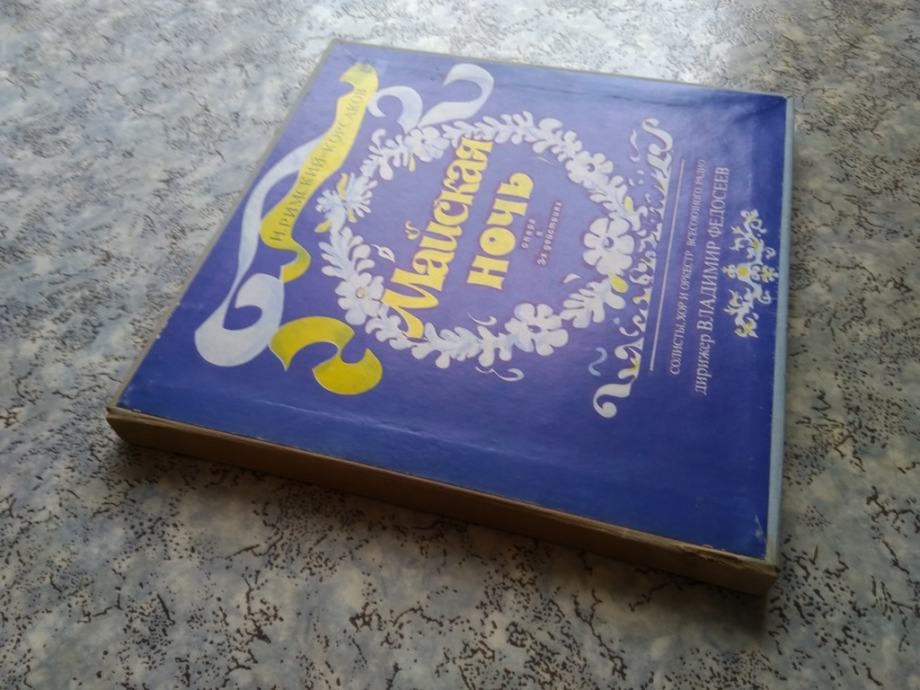 Н. РИМСКИЙ-КОРСАКОВ
Майская
ночь
опера
в
3-х действиях
СОЛИСТЫ, ХОР И ОРКЕСТР ВСЕСОЮЗНОГО РАДИО
дирижер ВЛАДИМИР ФЕДОСЕЕВ